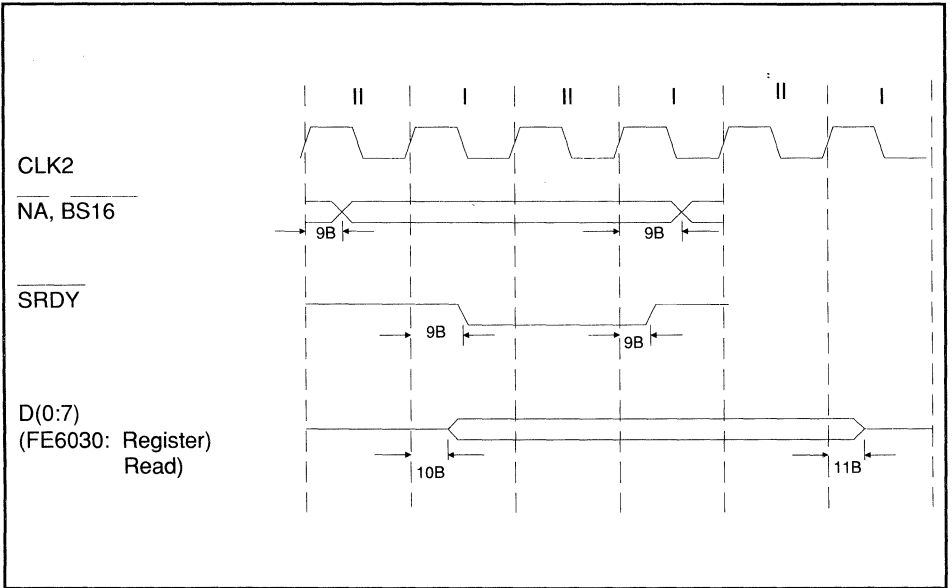 II I II I II I
CLK2
NA, BS16
9B 9B
SRDY
9B 9B
D(0:7)
(FE6030: Register)
Read)
10B 11B